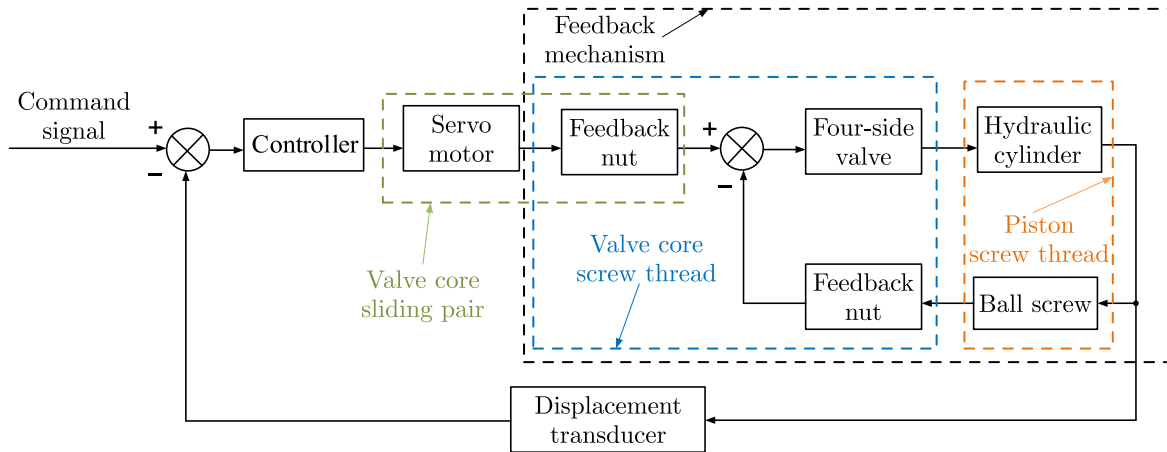 Feedback
mechanism
Command
signal
+
−
Controller
Servo
motor
Feedback
nut
+
−
Four-side
valve
Hydraulic
cylinder
Valve core
sliding pair
Valve core
screw thread
Piston
screw thread
Feedback
nut
Ball screw
Displacement
transducer